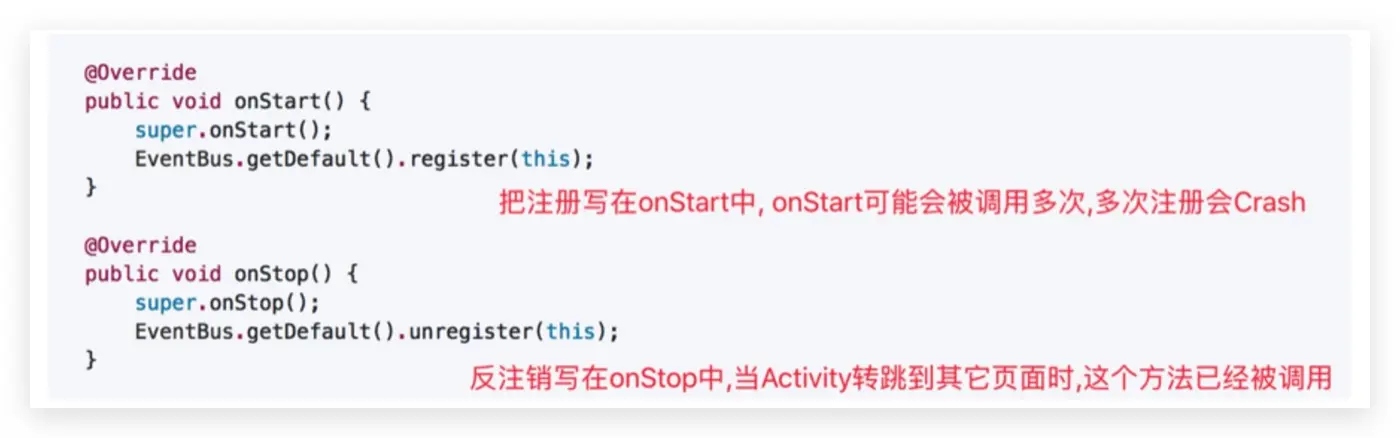 @Override
public void onStart() {
    super.onStart();
    EventBus.getDefault().register(this);
}
把注册写在onStart中, onStart可能会被调用多次,多次注册会Crash
@Override
public void onStop() {
    super.onStop();
    EventBus.getDefault().unregister(this);
}
反注销写在onStop中,当Activity转跳到其它页面时,这个方法已经被调用